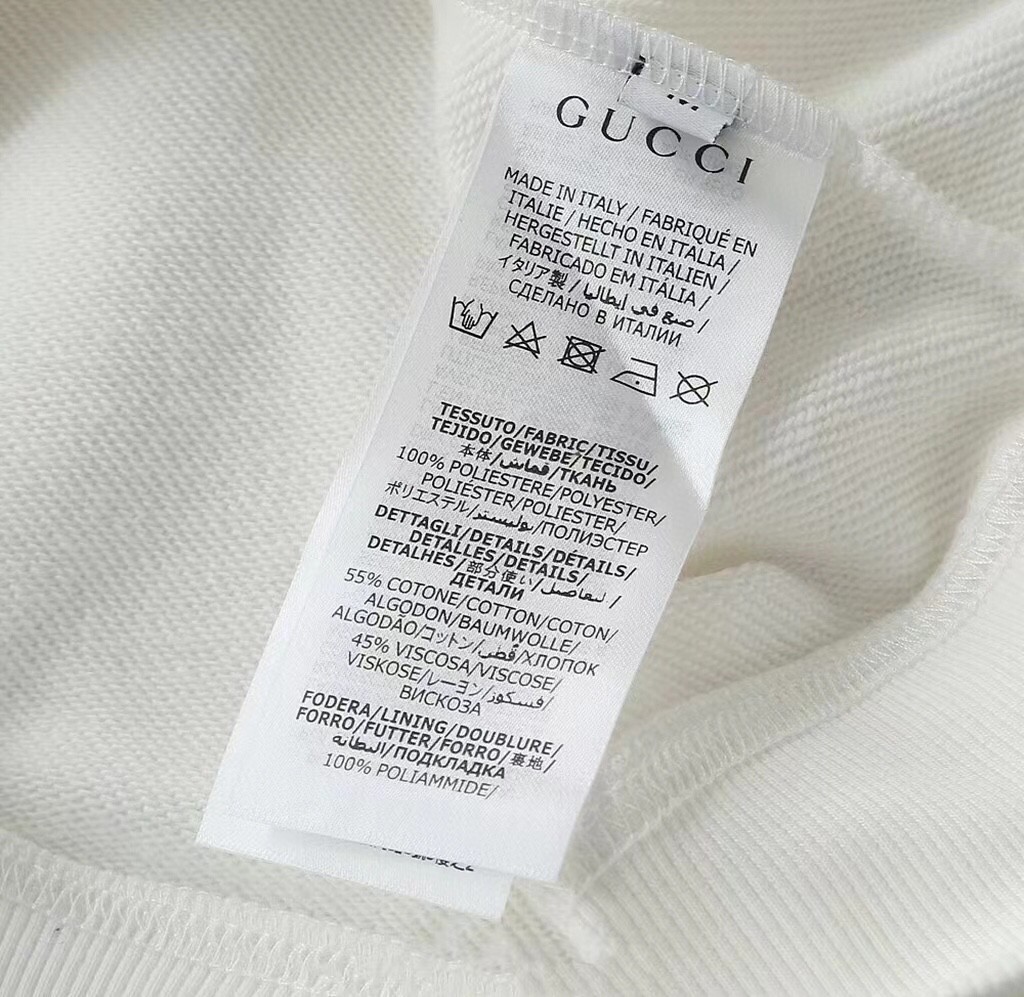 M
GUCCI
MADE IN ITALY / FABRIQUÉ EN
ITALIE / HECHO EN ITALIA /
HERGESTELLT IN ITALIEN /
FABRICADO EM ITÁLIA /
イタリア製 / صنع في إيطاليا /
СДЕЛАНО В ИТАЛИИ
TESSUTO/FABRIC/TISSU/
TEJIDO/GEWEBE/TECIDO/
本体/قماش/ТКАНЬ
100% POLIESTERE/POLYESTER/
POLIÉSTER/POLIESTER/
ポリエステル/بوليستر/ПОЛИЭСТЕР
DETTAGLI/DETAILS/DÉTAILS/
DETALLES/DETAILS/
DETALHES/部分使い/تفاصيل /
ДЕТАЛИ
55% COTONE/COTTON/COTON/
ALGODON/BAUMWOLLE/
ALGODÃO/コットン/قطن/ХЛОПОК
45% VISCOSA/VISCOSE/
VISKOSE/レーヨン/فسكوز/
ВИСКОЗА
FODERA/LINING/DOUBLURE/
FORRO/FUTTER/FORRO/裏地/
البطانة/ПОДКЛАДКА
100% POLIAMMIDE/